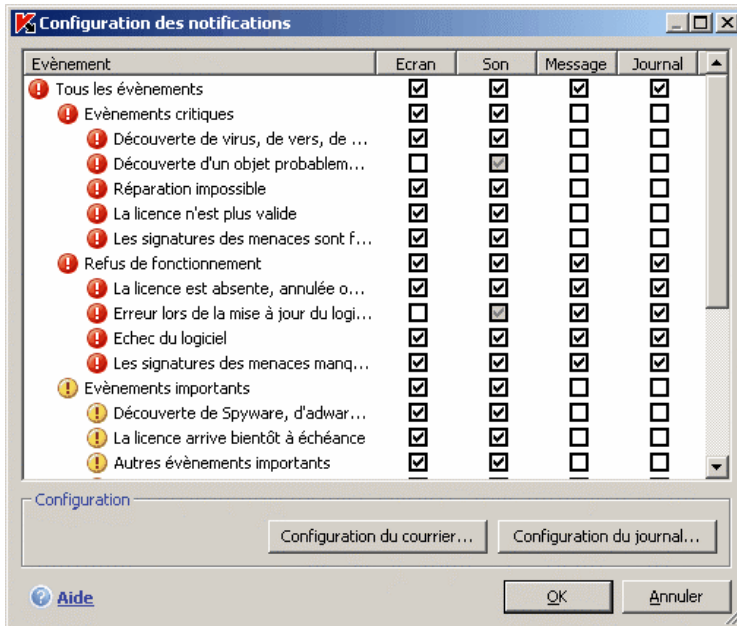 Configuration des notifications
Evènement Ecran Son Message Journal
Tous les évènements
Evènements critiques
Découverte de virus, de vers, de ...
Découverte d'un objet probablem...
Réparation impossible
La licence n'est plus valide
Les signatures des menaces sont f...
Refus de fonctionnement
La licence est absente, annulée o...
Erreur lors de la mise à jour du logi...
Echec du logiciel
Les signatures des menaces manq...
Evènements importants
Découverte de Spyware, d'adwar...
La licence arrive bientôt à échéance
Autres évènements importants
Configuration
Configuration du courrier... Configuration du journal...
Aide OK Annuler